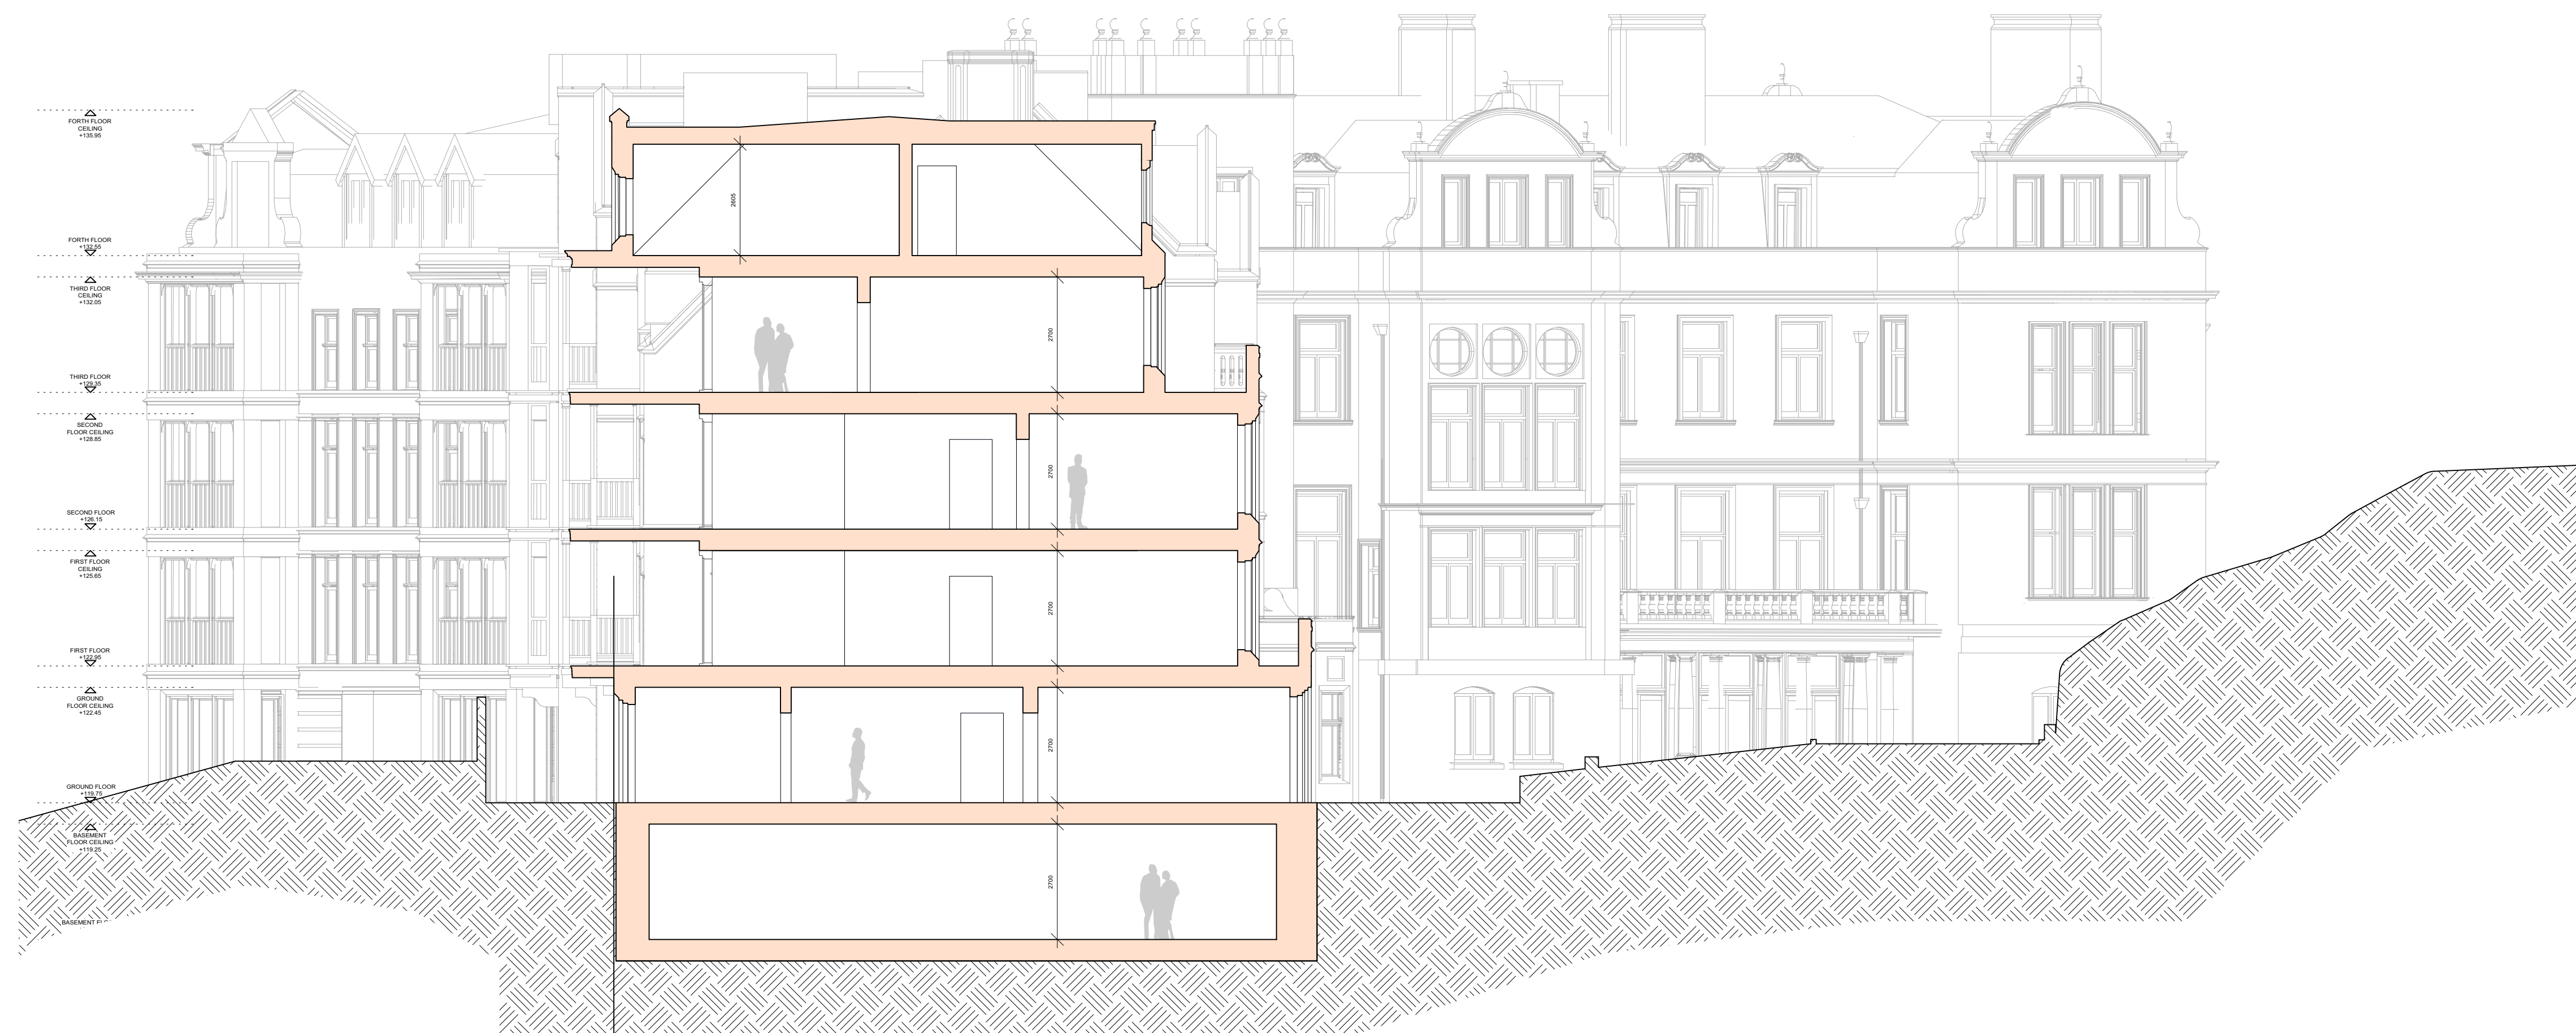 FORTH FLOOR
CEILING
+135.95
2605
FORTH FLOOR
+132.55
THIRD FLOOR
CEILING
+132.05
2700
THIRD FLOOR
+129.35
SECOND
FLOOR CEILING
+128.85
2700
SECOND FLOOR
+126.15
FIRST FLOOR
CEILING
+125.65
2700
FIRST FLOOR
+122.95
GROUND
FLOOR CEILING
+122.45
2700
GROUND FLOOR
+119.75
BASEMENT
FLOOR CEILING
+119.25
2700
BASEMENT